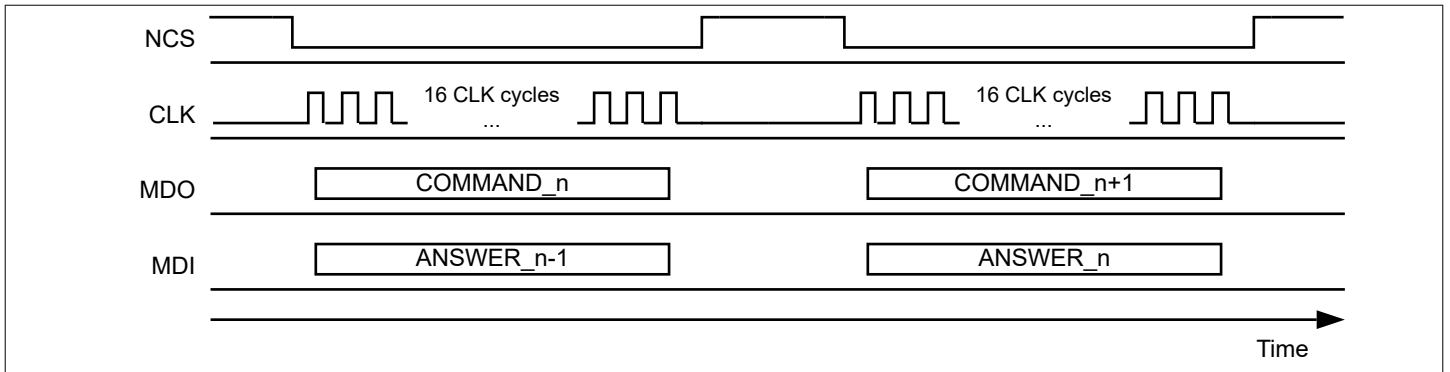 NCS
CLK
16 CLK cycles
...
16 CLK cycles
...
MDO
COMMAND_n
COMMAND_n+1
MDI
ANSWER_n-1
ANSWER_n
Time